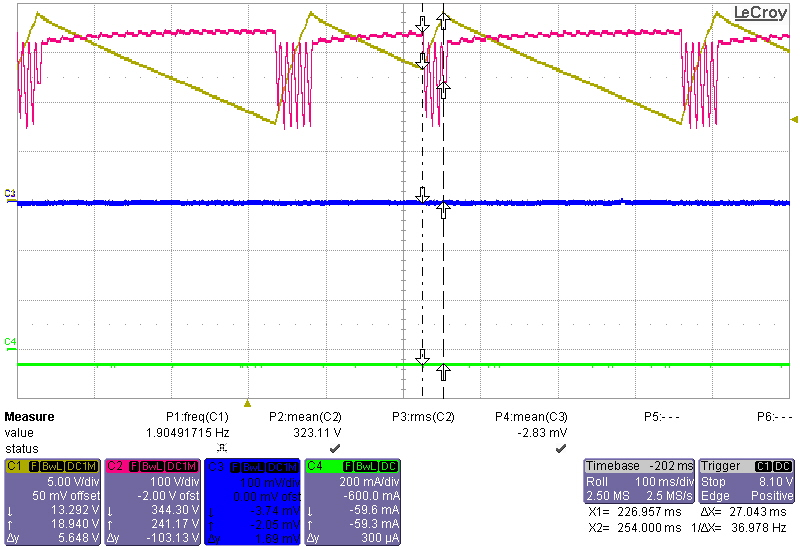 LeCroy
C3
C4
Measure P1:freq(C1) P2:mean(C2) P3:rms(C2) P4:mean(C3) P5:- - - P6:- - -
value 1.90491715 Hz 323.11 V -2.83 mV
status
C1 F BwL DC1M C2 F BwL DC1M C3 F BwL DC1M C4 F BwL DC Timebase -202 ms Trigger C1 DC
5.00 V/div 100 V/div 100 mV/div 200 mA/div Roll 100 ms/div Stop 8.10 V
50 mV offset -2.00 V ofst 0.00 mV ofst -600.0 mA 2.50 MS 2.5 MS/s Edge Positive
↓ 13.292 V ↓ 344.30 V ↓ -3.74 mV ↓ -59.6 mA X1= 226.957 ms ΔX= 27.043 ms
↑ 18.940 V ↑ 241.17 V ↑ -2.05 mV ↑ -59.3 mA X2= 254.000 ms 1/ΔX= 36.978 Hz
Δy 5.648 V Δy -103.13 V Δy 1.69 mV Δy 300 µA